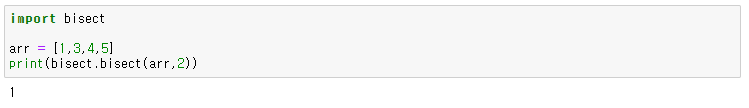 import bisect
arr = [1,3,4,5]
print(bisect.bisect(arr,2))
1